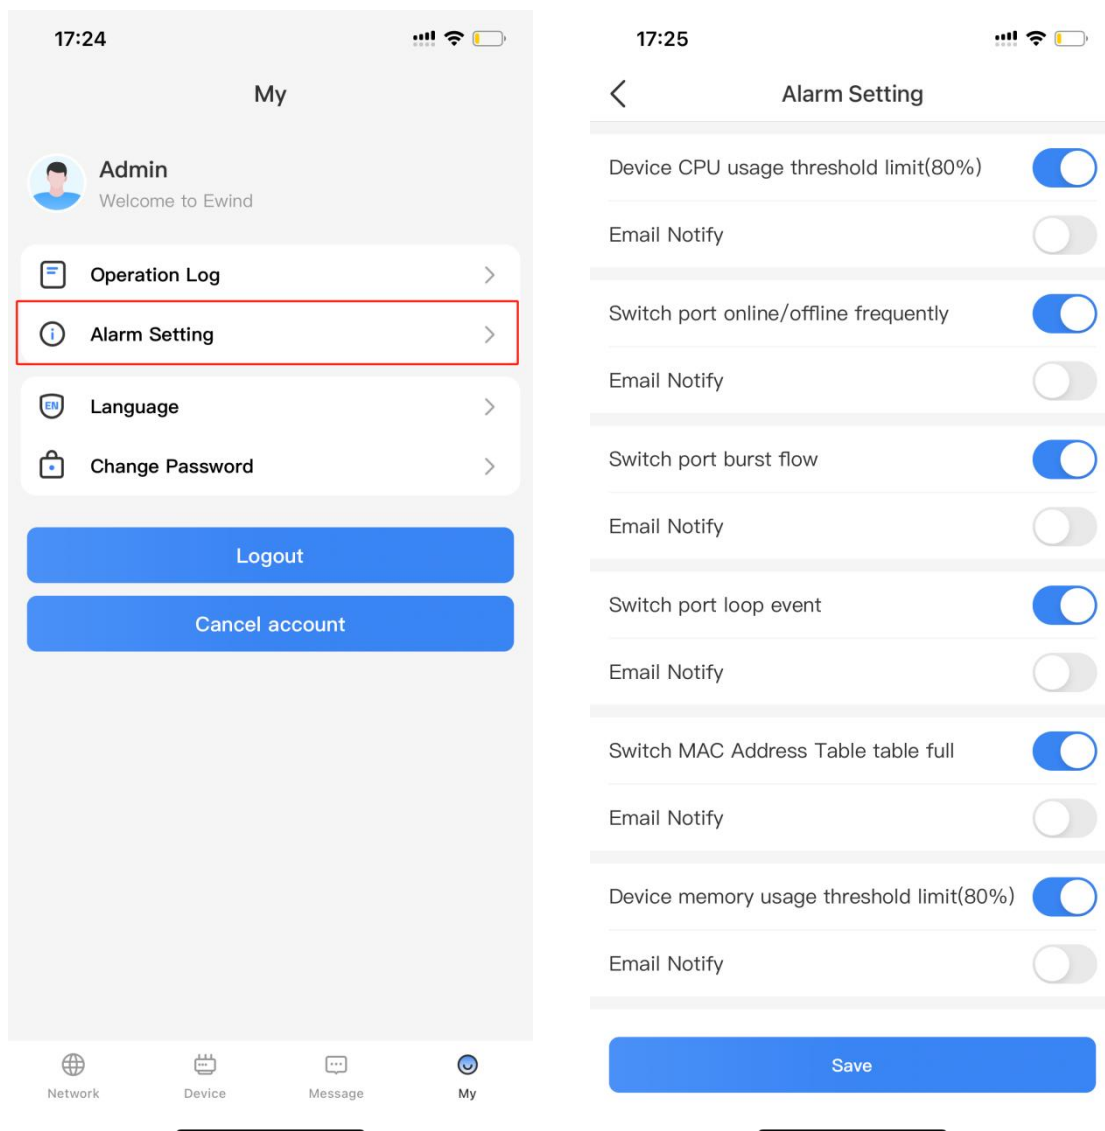 17:24
My
Admin
Welcome to Ewind
Operation Log
Alarm Setting
EN
Language
Change Password
Logout
Cancel account
Network
Device
Message
My
17:25
Alarm Setting
Device CPU usage threshold limit(80%)
Email Notify
Switch port online/offline frequently
Email Notify
Switch port burst flow
Email Notify
Switch port loop event
Email Notify
Switch MAC Address Table table full
Email Notify
Device memory usage threshold limit(80%)
Email Notify
Save